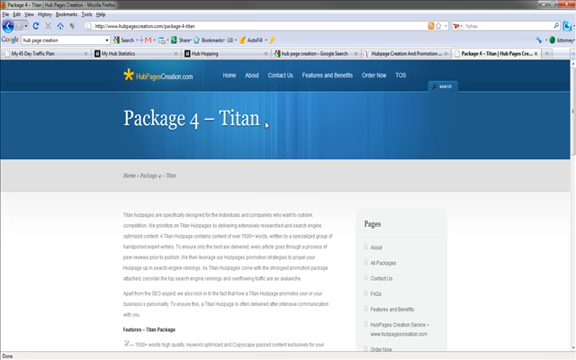 Package 4 – Titan | Hub Pages Creation - Mozilla Firefox
File Edit View History Bookmarks Tools Help
http://www.hubpagescreation.com/package-4-titan
Yahoo
Google hub page creation Search Share Bookmarks AutoFill
My 45 Day Traffic Plan My Hub Statistics Hub Hopping hub page creation - Google Search Hubpage Creation And Promotion ... Package 4 – Titan | Hub Pages Cre...
HubPagesCreation.com Home About Contact Us Features and Benefits Order Now TOS
search
Package 4 – Titan
Home » Package 4 – Titan
Titan hubpages are specifically designed for the individuals and companies who want to outrank
competition. We prioritize on Titan Hubpages by delivering extensively researched and search engine
optimized content. A Titan Hubpage contains content of over 1500+ words, written by a specialized group of
handpicked expert writers. To ensure only the best are delivered, every article goes through a process of
peer reviews prior to publish. We then leverage our Hubpages promotion strategies to propel your
Hubpage up in search engine rankings. As Titan hubpages come with the strongest promotion package
attached, consider the top search engine rankings and overflowing traffic are an avalanche.
Apart from the SEO aspect, we also look in to the fact how a Titan Hubpage promotes your or your
business's personality. To ensure this, a Titan Hubpage is often delivered after intensive communication
with you.
Features – Titan Package
– 1500+ words high quality, keyword optimized and Copyscape passed content exclusively for your
Pages
About
All Packages
Contact Us
FAQs
Features and Benefits
HubPages Creation Service –
www.hubpagescreation.com
Order Now
Done